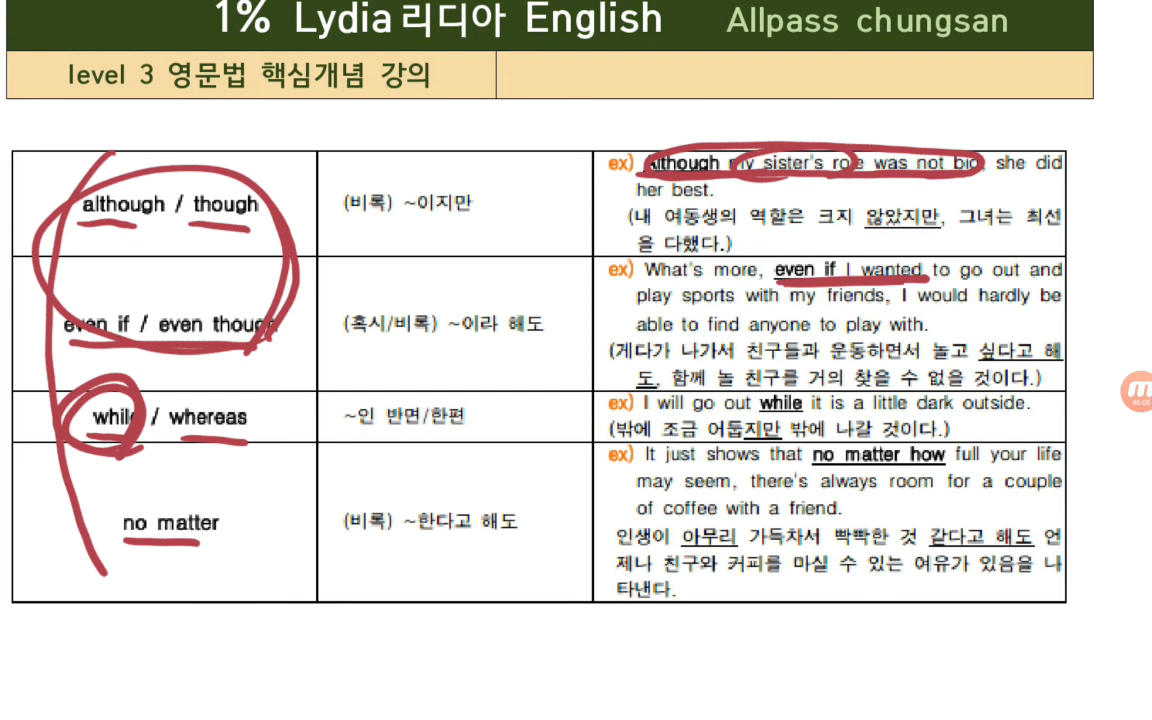 1% Lydia 리디아 English Allpass chungsan
level 3 영문법 핵심개념 강의
although / though
(비록) ~이지만
ex) Although my sister's role was not big, she did
her best.
(내 여동생의 역할은 크지 않았지만, 그녀는 최선
을 다했다.)
even if / even though
(혹시/비록) ~이라 해도
ex) What's more, even if I wanted to go out and
play sports with my friends, I would hardly be
able to find anyone to play with.
(게다가 나가서 친구들과 운동하면서 놀고 싶다고 해
도, 함께 놀 친구를 거의 찾을 수 없을 것이다.)
while / whereas
~인 반면/한편
ex) I will go out while it is a little dark outside.
(밖에 조금 어둡지만 밖에 나갈 것이다.)
no matter
(비록) ~한다고 해도
ex) It just shows that no matter how full your life
may seem, there's always room for a couple
of coffee with a friend.
인생이 아무리 가득차서 빡빡한 것 같다고 해도 언
제나 친구와 커피를 마실 수 있는 여유가 있음을 나
타낸다.
46:08